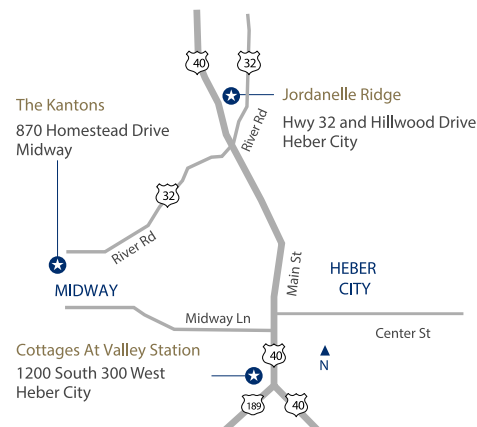 40
32
Jordanelle Ridge
Hwy 32 and Hillwood Drive
Heber City
The Kantons
870 Homestead Drive
Midway
River Rd
32
River Rd
MIDWAY
Main St
HEBER
CITY
Midway Ln
Center St
Cottages At Valley Station
1200 South 300 West
Heber City
40
N
189
40